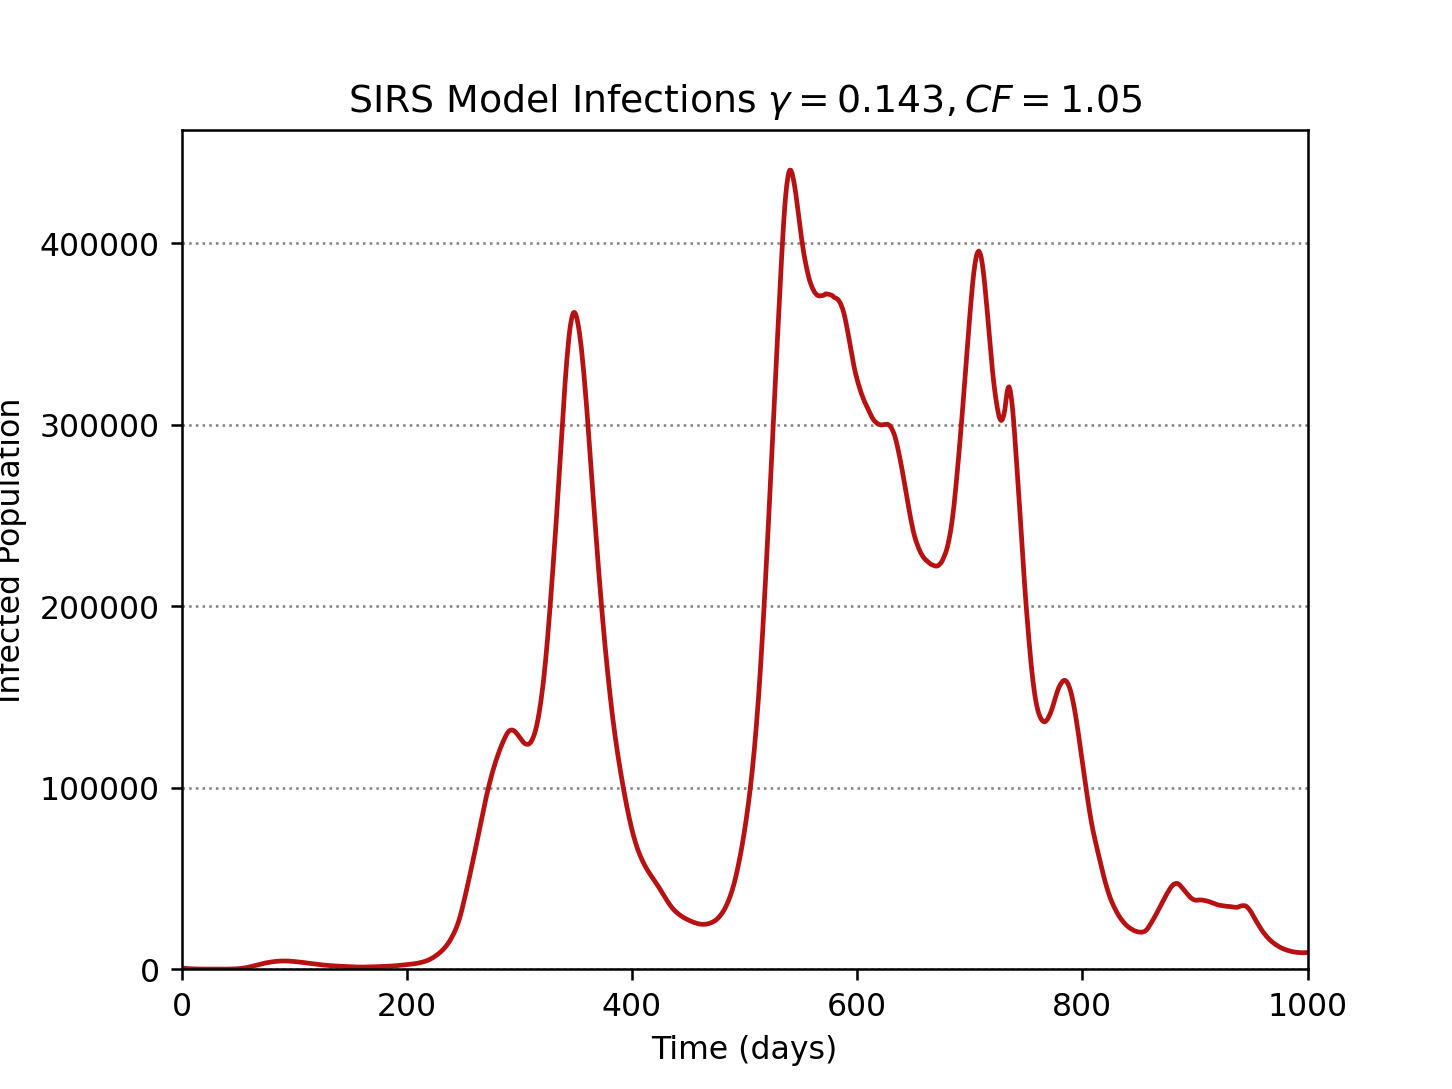 SIRS Model Infections γ = 0.143, CF = 1.05
Infected Population
400000
300000
200000
100000
0
0 200 400 600 800 1000
Time (days)